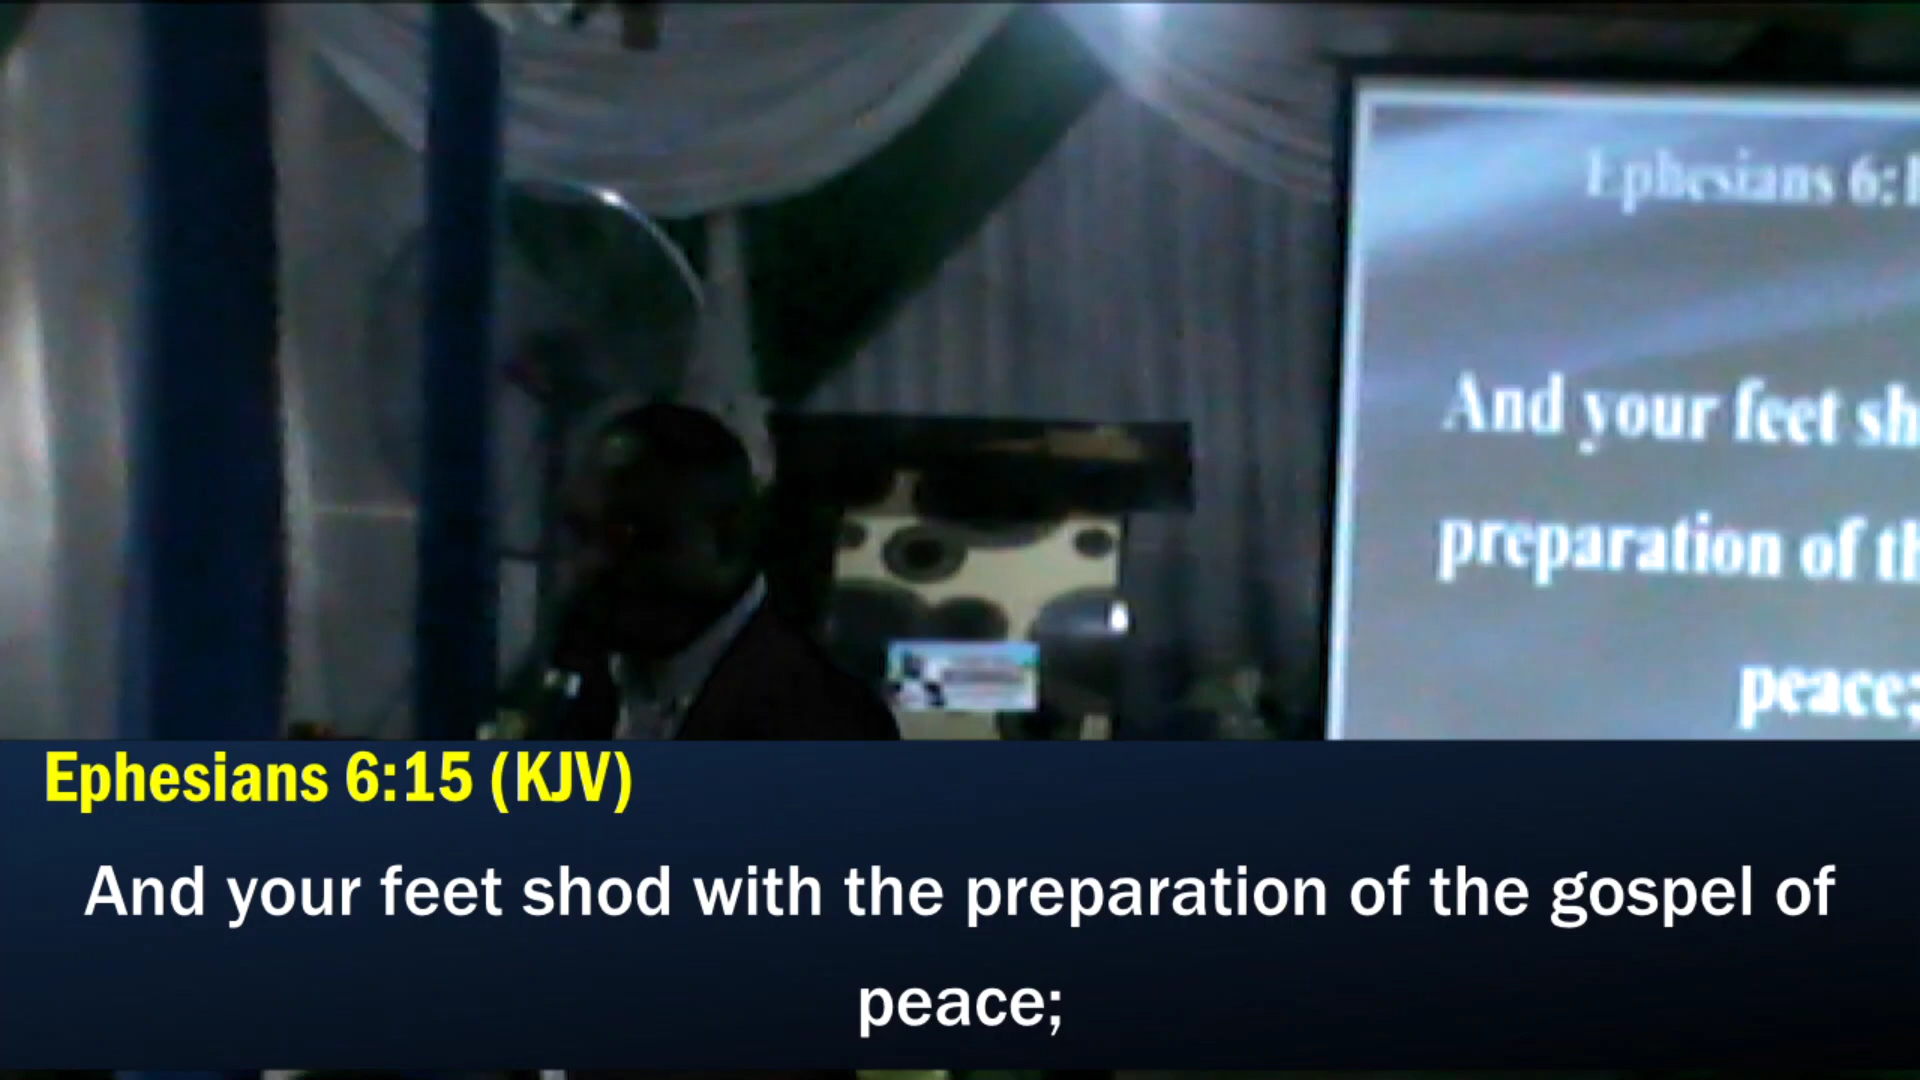 Ephesians 6:1
And your feet sh
preparation of th
peace;
Ephesians 6:15 (KJV)
And your feet shod with the preparation of the gospel of
peace;